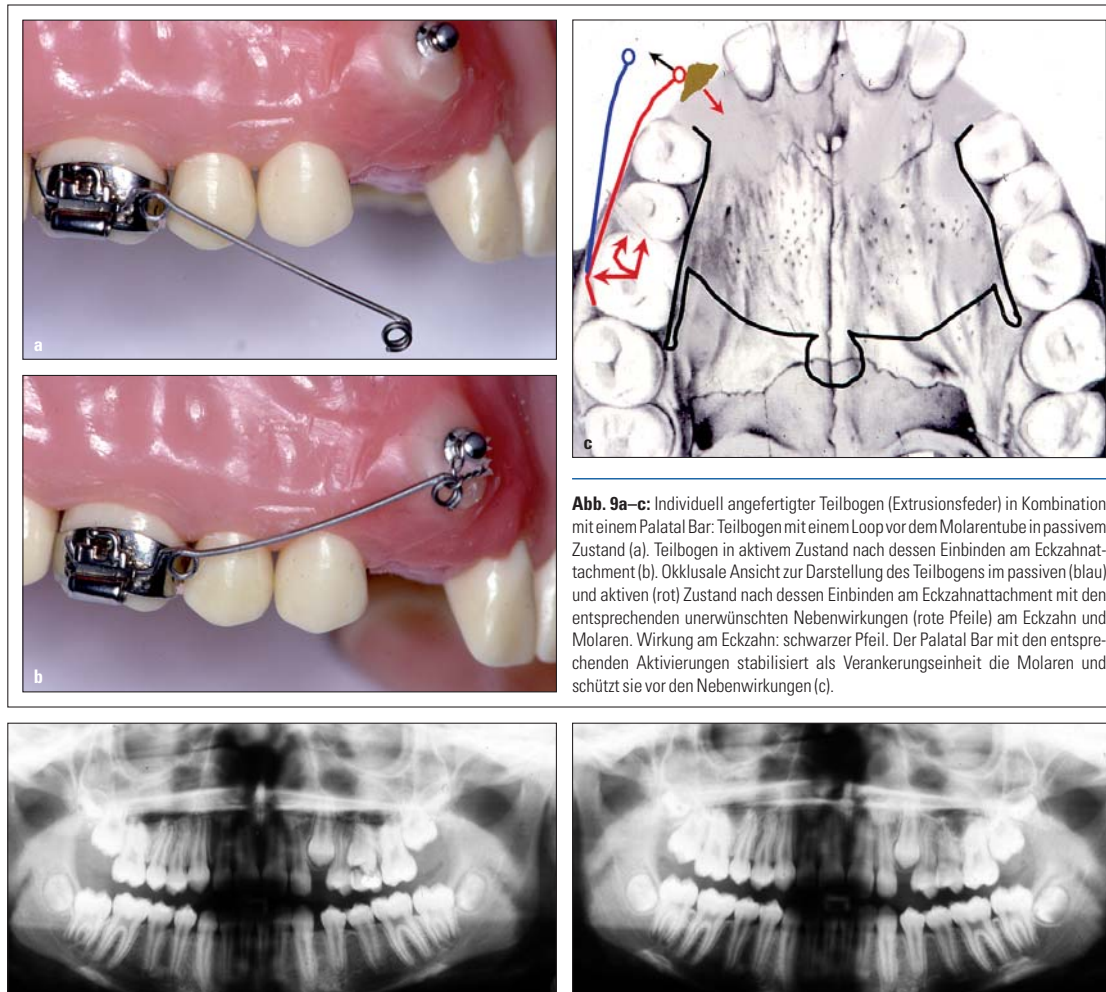 a
b
c
Abb. 9a–c: Individuell angefertigter Teilbogen (Extrusionsfeder) in Kombination
mit einem Palatal Bar: Teilbogen mit einem Loop vor dem Molarentube in passivem
Zustand (a). Teilbogen in aktivem Zustand nach dessen Einbinden am Eckzahnat-
tachment (b). Okklusale Ansicht zur Darstellung des Teilbogens im passiven (blau)
und aktiven (rot) Zustand nach dessen Einbinden am Eckzahnattachment mit den
entsprechenden unerwünschten Nebenwirkungen (rote Pfeile) am Eckzahn und
Molaren. Wirkung am Eckzahn: schwarzer Pfeil. Der Palatal Bar mit den entspre-
chenden Aktivierungen stabilisiert als Verankerungseinheit die Molaren und
schützt sie vor den Nebenwirkungen (c).